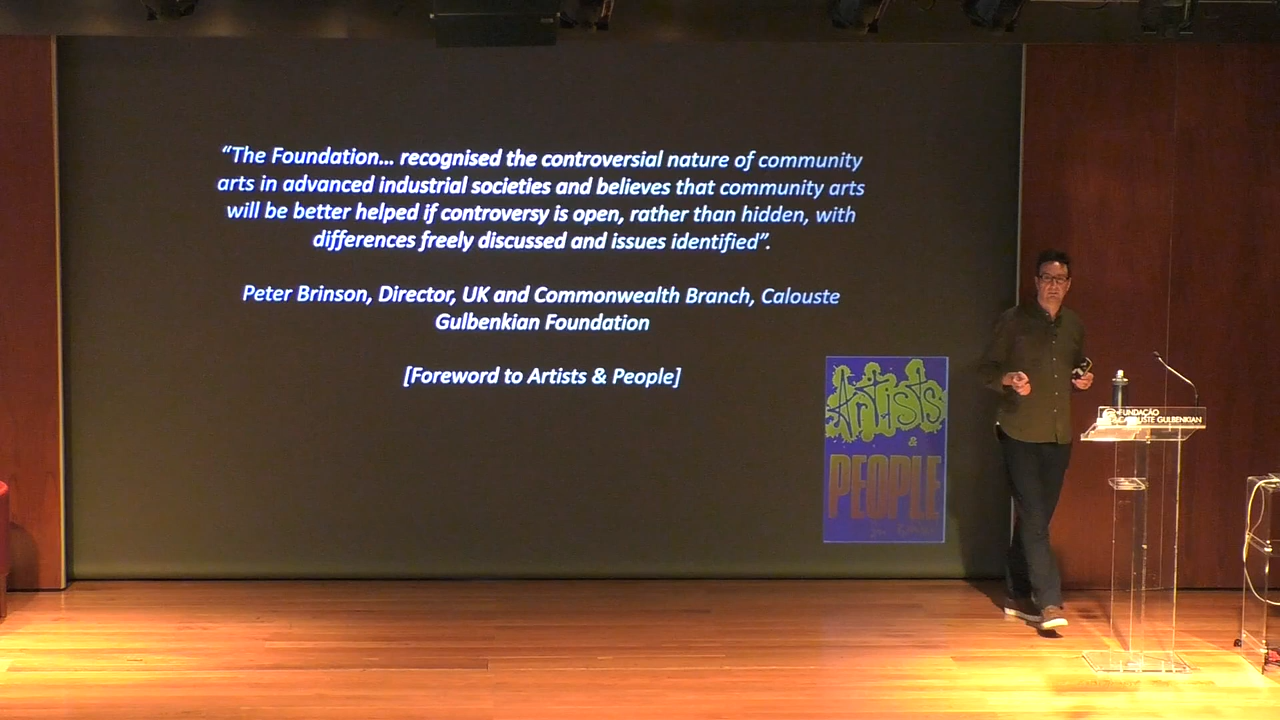 “The Foundation... recognised the controversial nature of community
arts in advanced industrial societies and believes that community arts
will be better helped if controversy is open, rather than hidden, with
differences freely discussed and issues identified”.
Peter Brinson, Director, UK and Commonwealth Branch, Calouste
Gulbenkian Foundation
[Foreword to Artists & People]
Artists
&
PEOPLE
FUNDAÇÃO
CALOUSTE GULBENKIAN